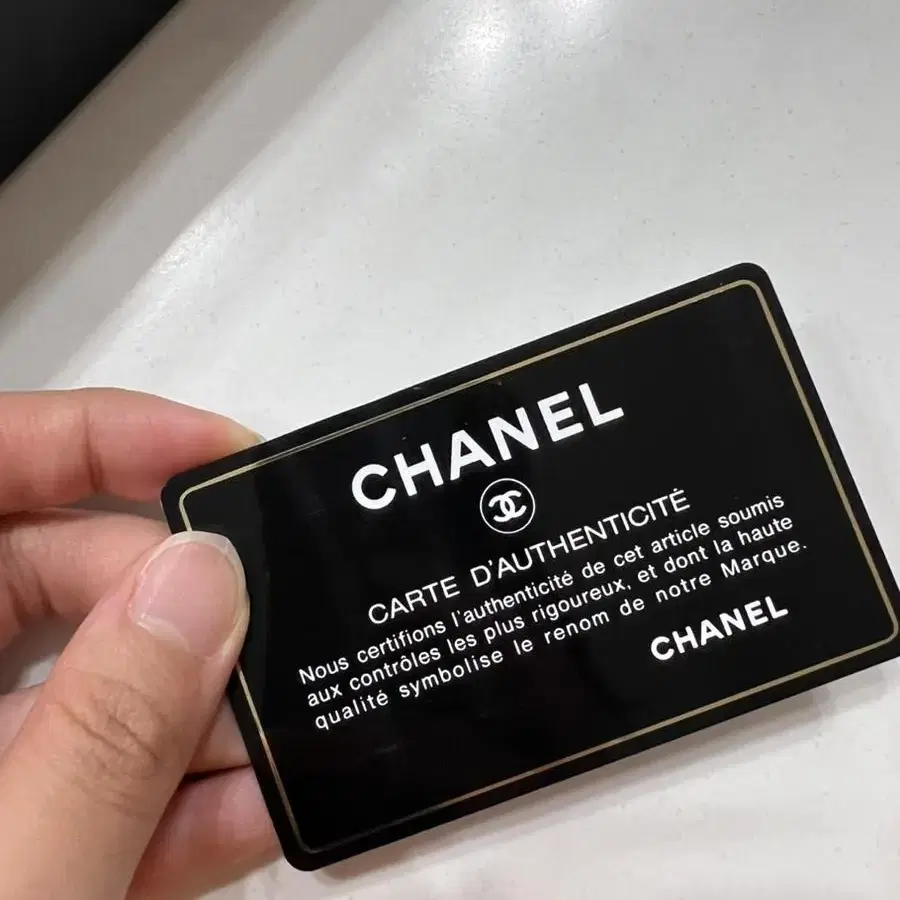 CHANEL
CARTE D'AUTHENTICITÉ
Nous certifions l'authenticité de cet article soumis
aux contrôles les plus rigoureux, et dont la haute
qualité symbolise le renom de notre Marque.
CHANEL